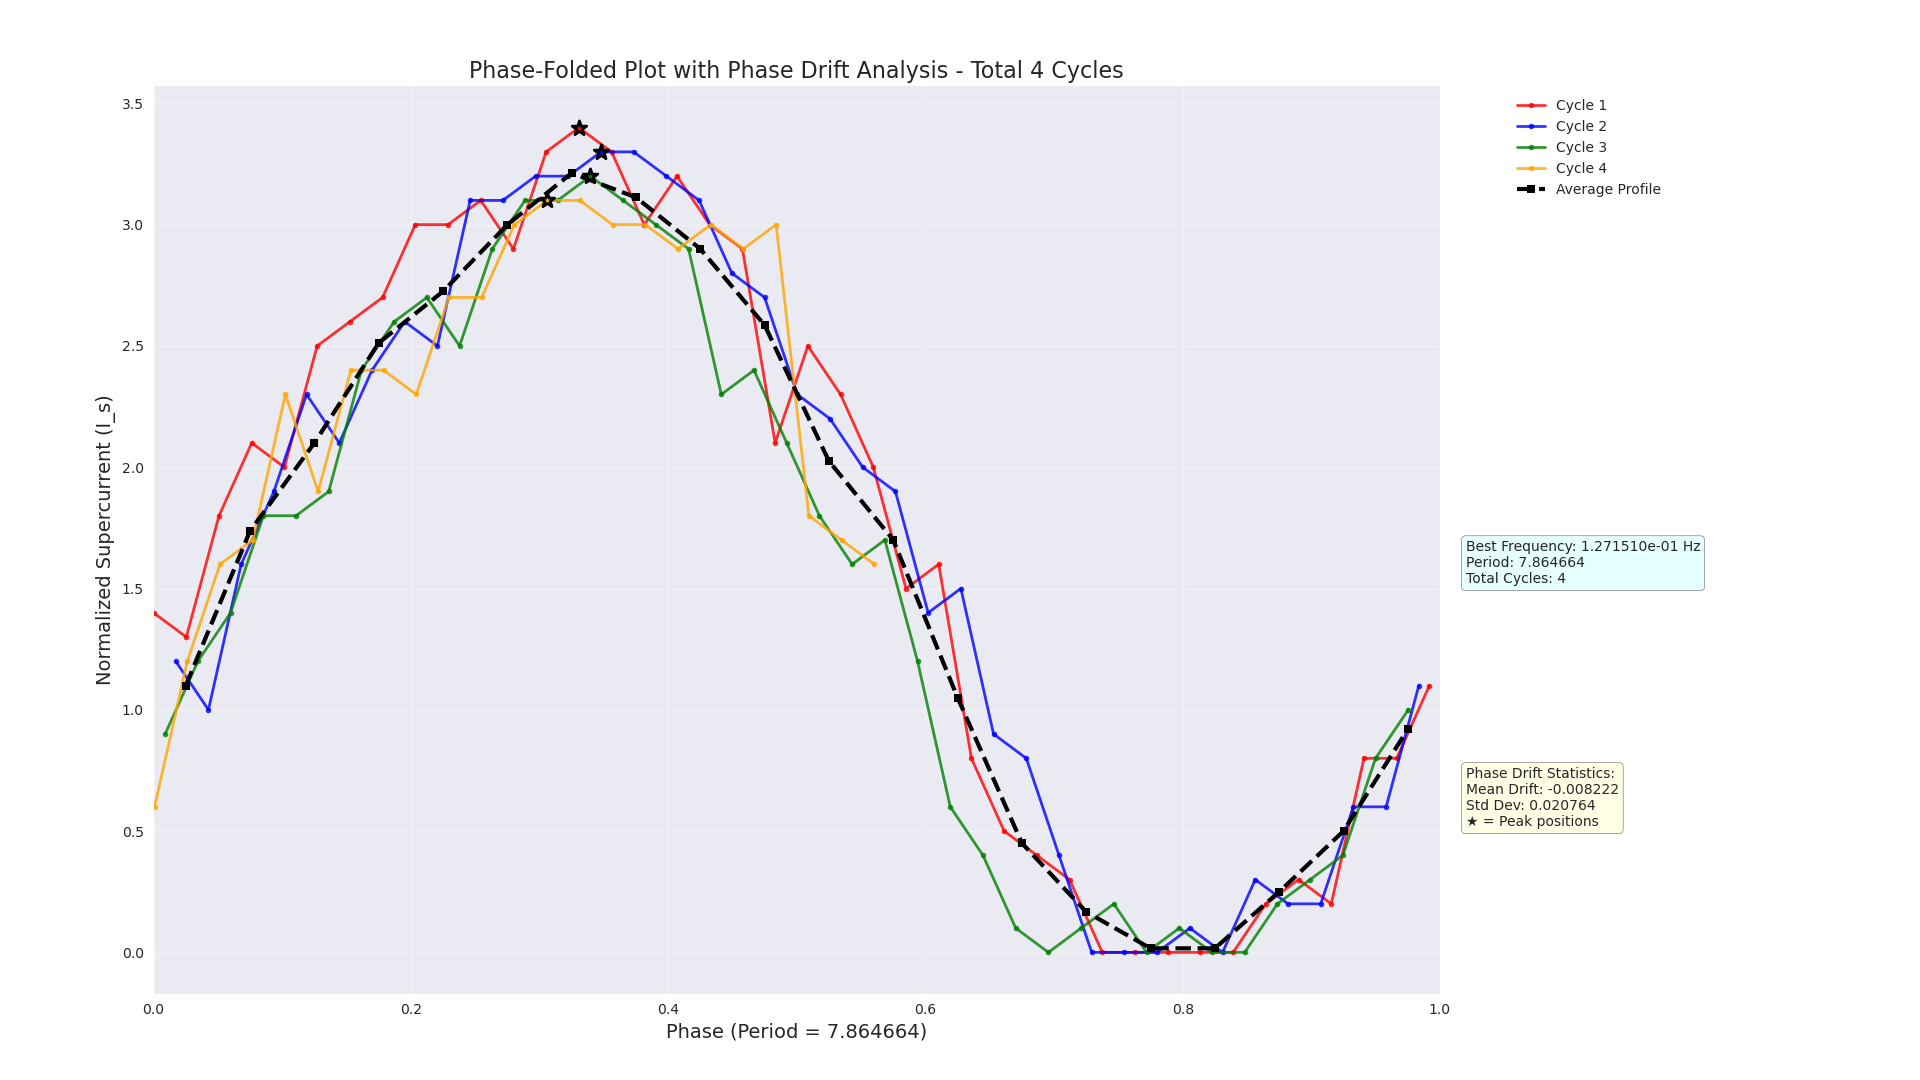 Phase-Folded Plot with Phase Drift Analysis - Total 4 Cycles
Normalized Supercurrent (I_s)
3.5
3.0
2.5
2.0
1.5
1.0
0.5
0.0
0.0 0.2 0.4 0.6 0.8 1.0
Phase (Period = 7.864664)
Cycle 1
Cycle 2
Cycle 3
Cycle 4
Average Profile
Best Frequency: 1.271510e-01 Hz
Period: 7.864664
Total Cycles: 4
Phase Drift Statistics:
Mean Drift: -0.008222
Std Dev: 0.020764
★ = Peak positions